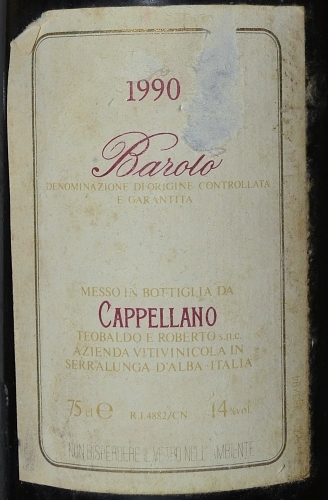 1990
Barolo
DENOMINAZIONE DI ORIGINE CONTROLLATA
E GARANTITA
MESSO IN BOTTIGLIA DA
CAPPELLANO
TEOBALDO E ROBERTO s.n.c.
AZIENDA VITIVINICOLA IN
SERRALUNGA D'ALBA - ITALIA
75 cl e R.I. 4882/CN 14% vol
NON DISPERDERE IL VETRO NELL'AMBIENTE